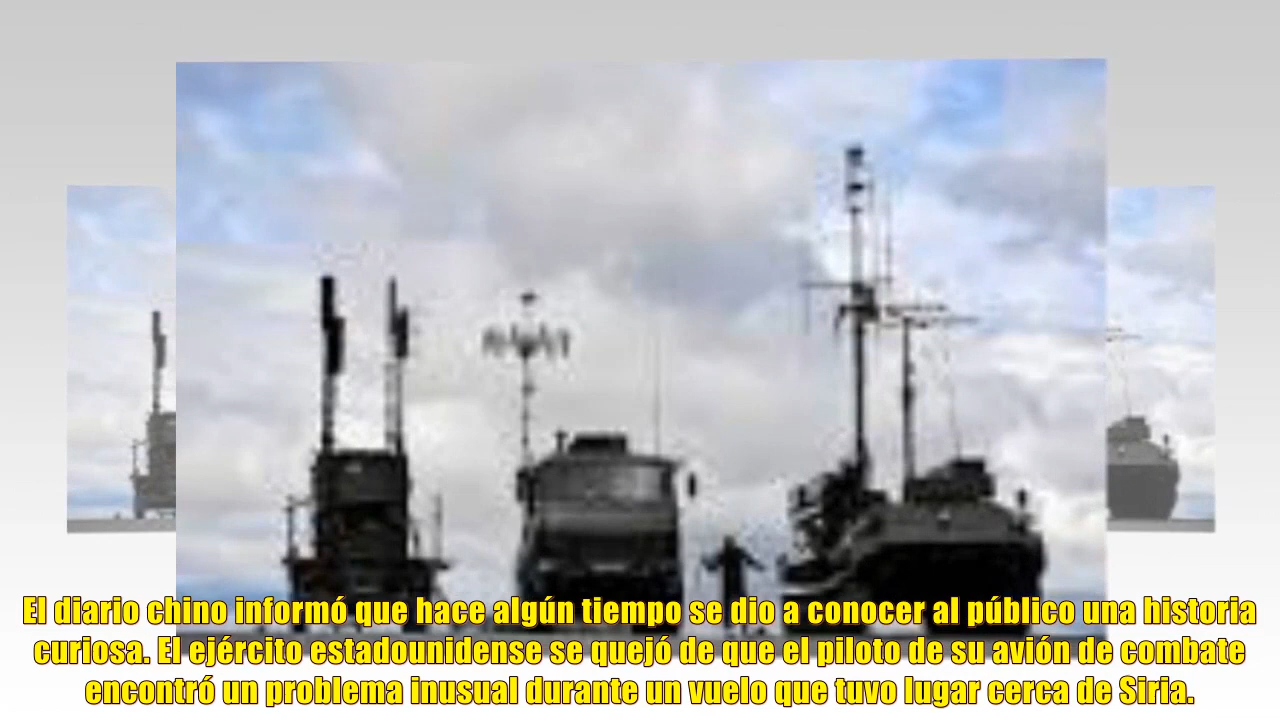 El diario chino informó que hace algún tiempo se dio a conocer al público una historia
curiosa. El ejército estadounidense se quejó de que el piloto de su avión de combate
encontró un problema inusual durante un vuelo que tuvo lugar cerca de Siria.